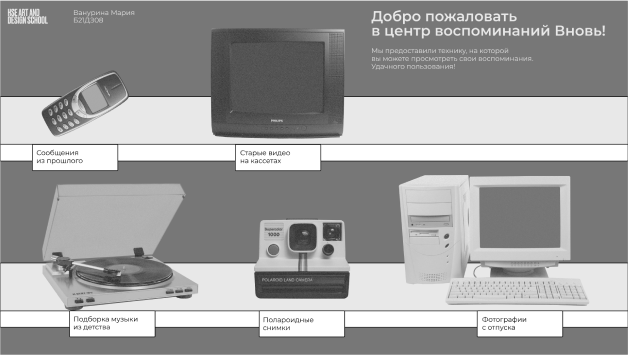 HSE ART AND
DESIGN SCHOOL
Ванурина Мария
Б21Д308
Добро пожаловать
в центр воспоминаний Вновь!
Мы предоставили технику, на которой
вы можете просмотреть свои воспоминания.
Удачного пользования!
PHILIPS
Сообщения
из прошлого
Старые видео
на кассетах
1000
POLAROID LAND CAMERA
Подборка музыки
из детства
Полароидные
снимки
Фотографии
с отпуска